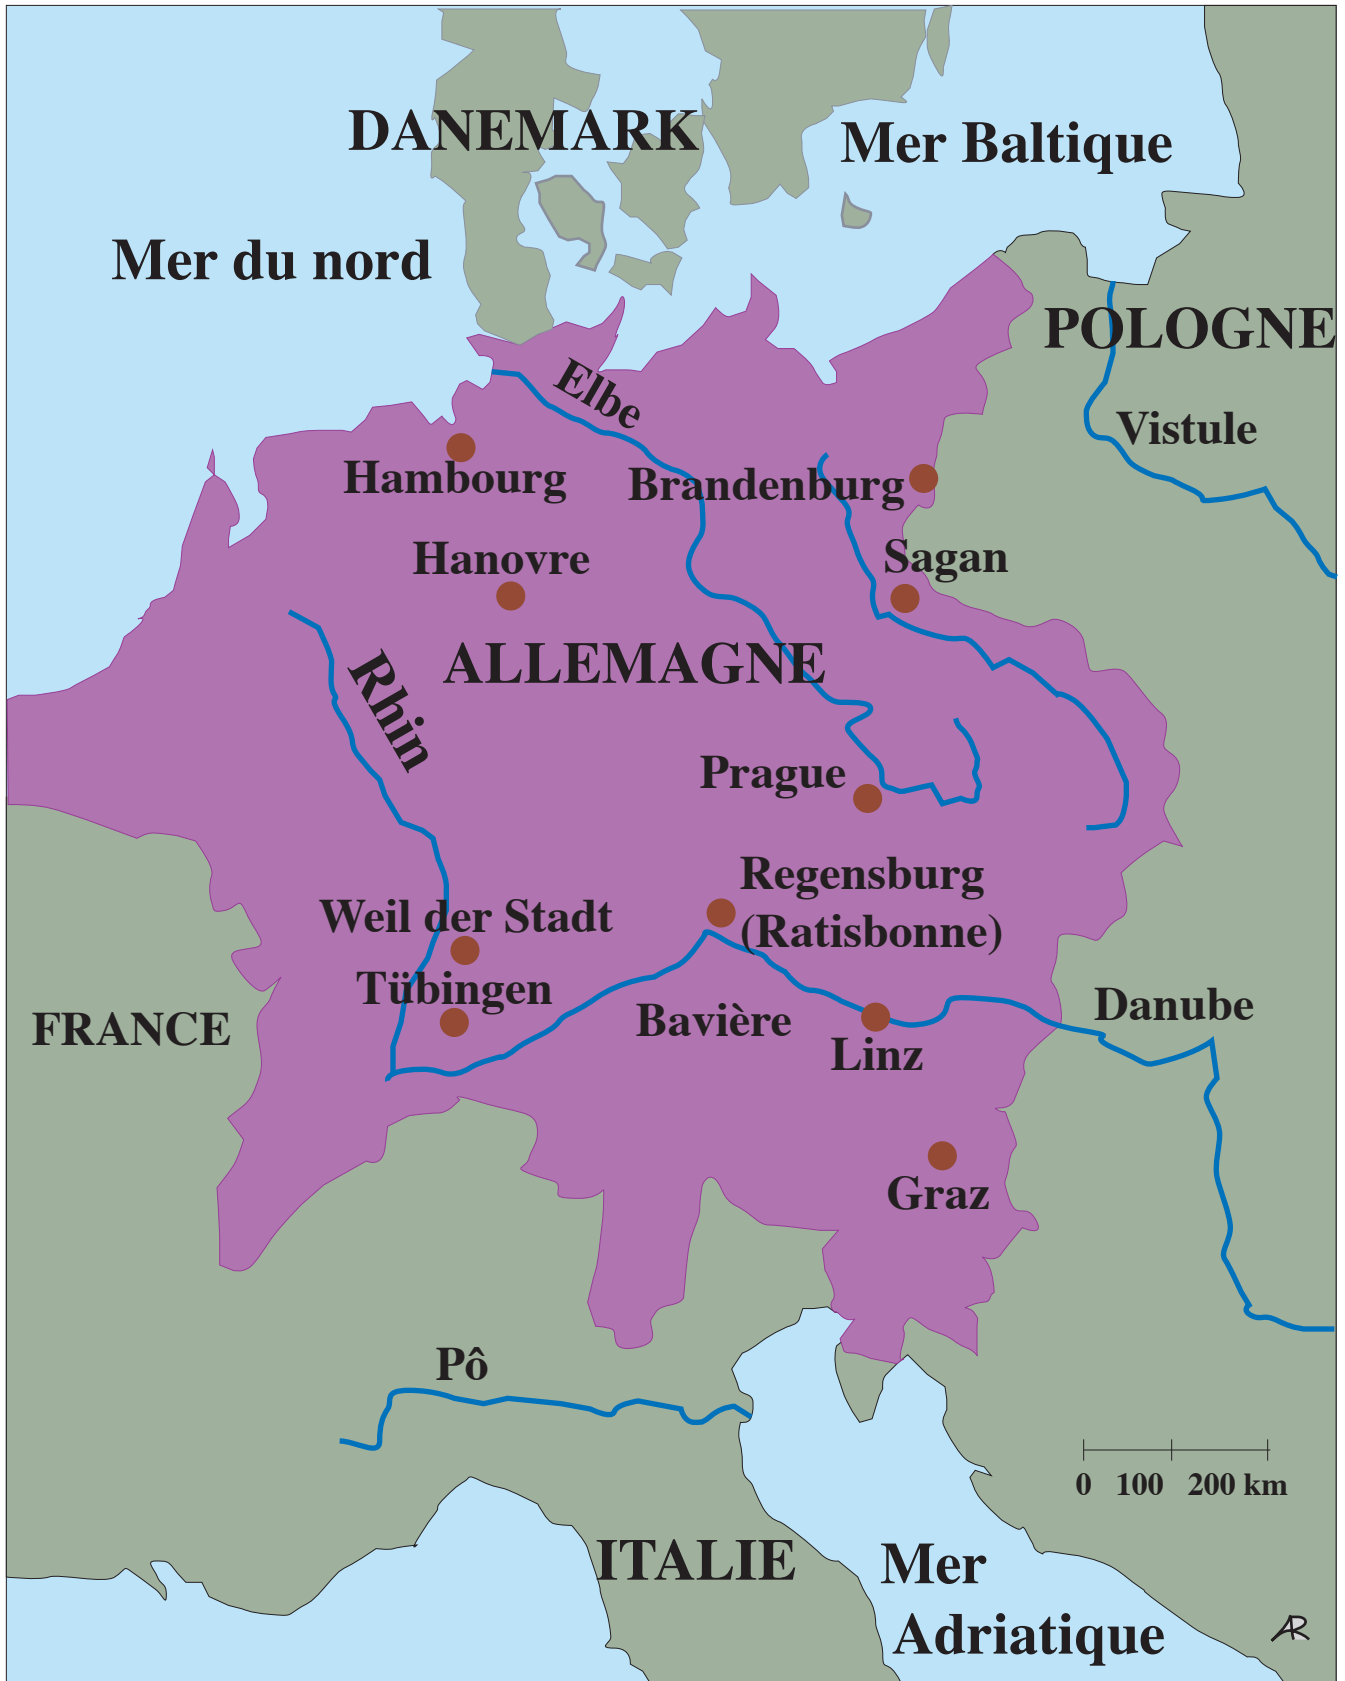 DANEMARK
Mer Baltique
Mer du nord
POLOGNE
Elbe
Vistule
Hambourg
Brandenburg
Hanovre
Sagan
ALLEMAGNE
Rhin
Prague
Regensburg
(Ratisbonne)
Weil der Stadt
Tübingen
FRANCE
Bavière
Danube
Linz
Graz
Pô
0 100 200 km
ITALIE
Mer
Adriatique
AR